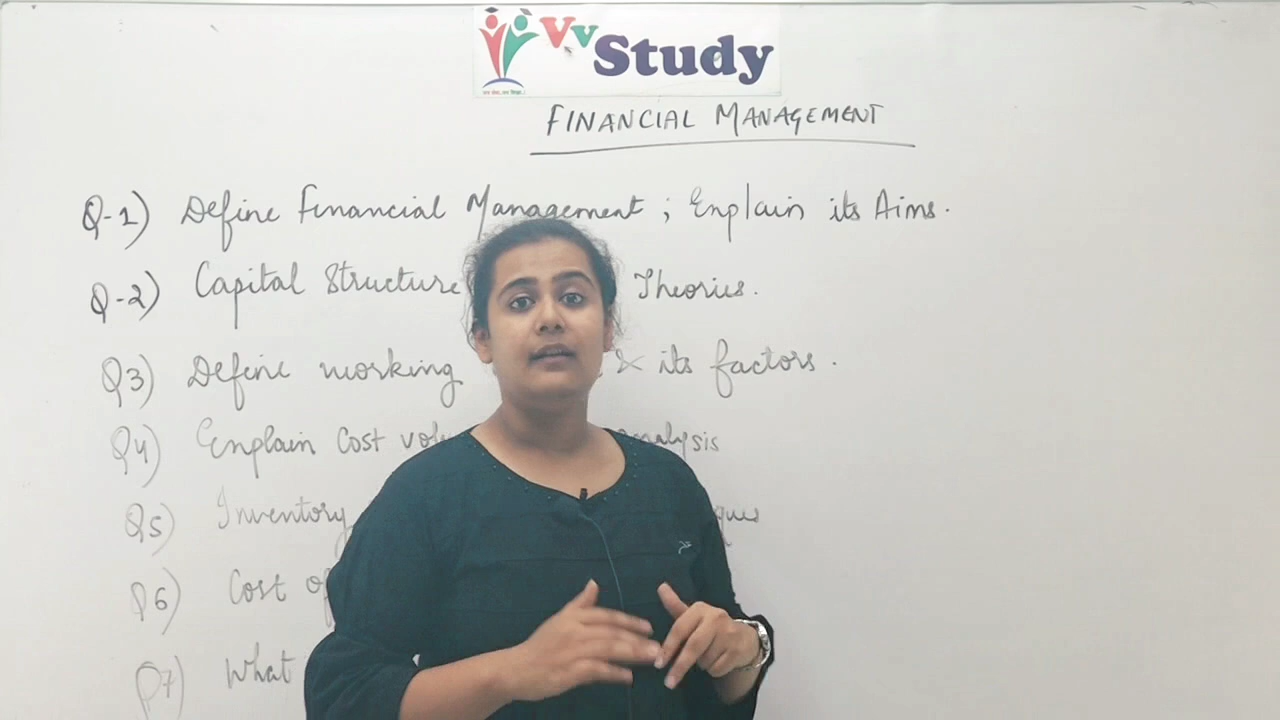 Vv Study
FINANCIAL MANAGEMENT
Q-1) Define Financial Management ; Explain its Aims.
Q-2) Capital Structure Theories.
Q3) Define working & its factors.
Q4) Explain Cost analysis
Q5) Inventory
Q6) Cost of
Q7) What